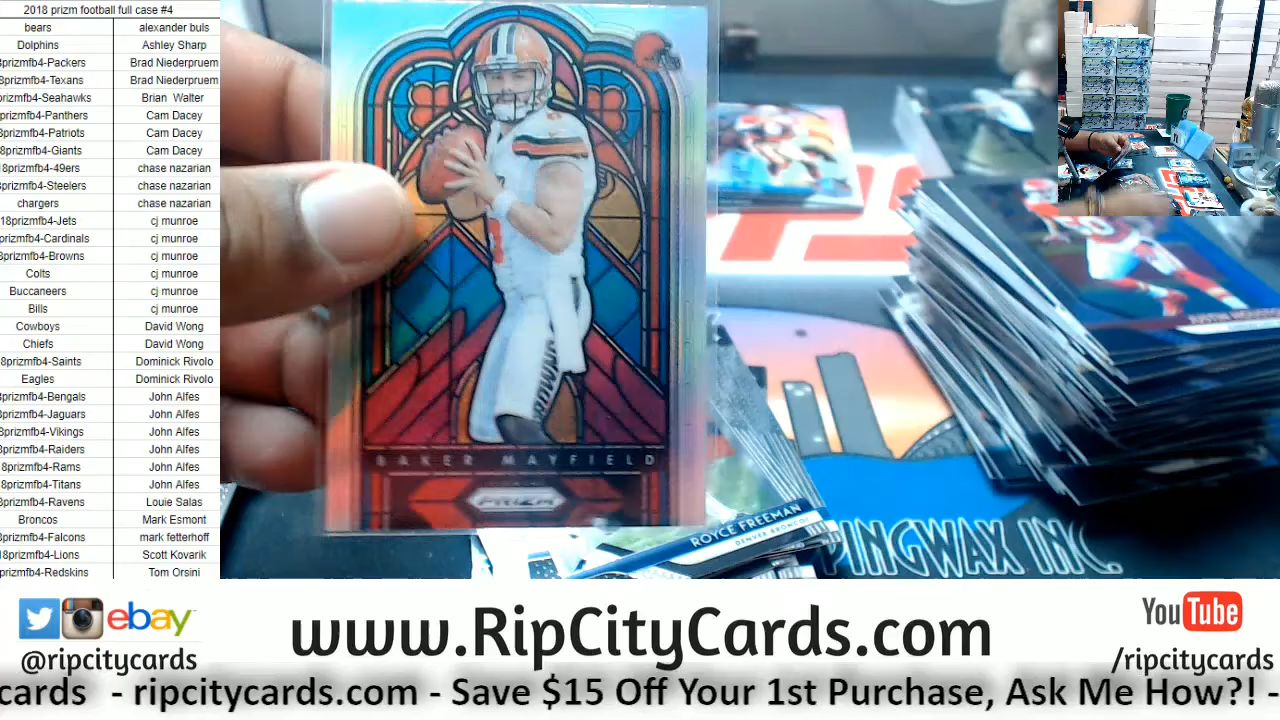 2018 prizm football full case #4
bears alexander buls
Dolphins Ashley Sharp
8prizmfb4-Packers Brad Niederpruem
8prizmfb4-Texans Brad Niederpruem
prizmfb4-Seahawks Brian Walter
prizmfb4-Panthers Cam Dacey
8prizmfb4-Patriots Cam Dacey
8prizmfb4-Giants Cam Dacey
18prizmfb4-49ers chase nazarian
prizmfb4-Steelers chase nazarian
chargers chase nazarian
18prizmfb4-Jets cj munroe
prizmfb4-Cardinals cj munroe
8prizmfb4-Browns cj munroe
Colts cj munroe
Buccaneers cj munroe
Bills cj munroe
Cowboys David Wong
Chiefs David Wong
8prizmfb4-Saints Dominick Rivolo
Eagles Dominick Rivolo
8prizmfb4-Bengals John Alfes
8prizmfb4-Jaguars John Alfes
8prizmfb4-Vikings John Alfes
8prizmfb4-Raiders John Alfes
8prizmfb4-Rams John Alfes
8prizmfb4-Titans John Alfes
8prizmfb4-Ravens Louie Salas
Broncos Mark Esmont
8prizmfb4-Falcons mark fetterhoff
18prizmfb4-Lions Scott Kovarik
prizmfb4-Redskins Tom Orsini
BAKER MAYFIELD
PRIZM
ROYCE FREEMAN
DENVER BRONCOS
PINGWAX INC.
ebay
@ripcitycards
www.RipCityCards.com
YouTube
/ripcitycards
cards - ripcitycards.com - Save $15 Off Your 1st Purchase, Ask Me How?! -